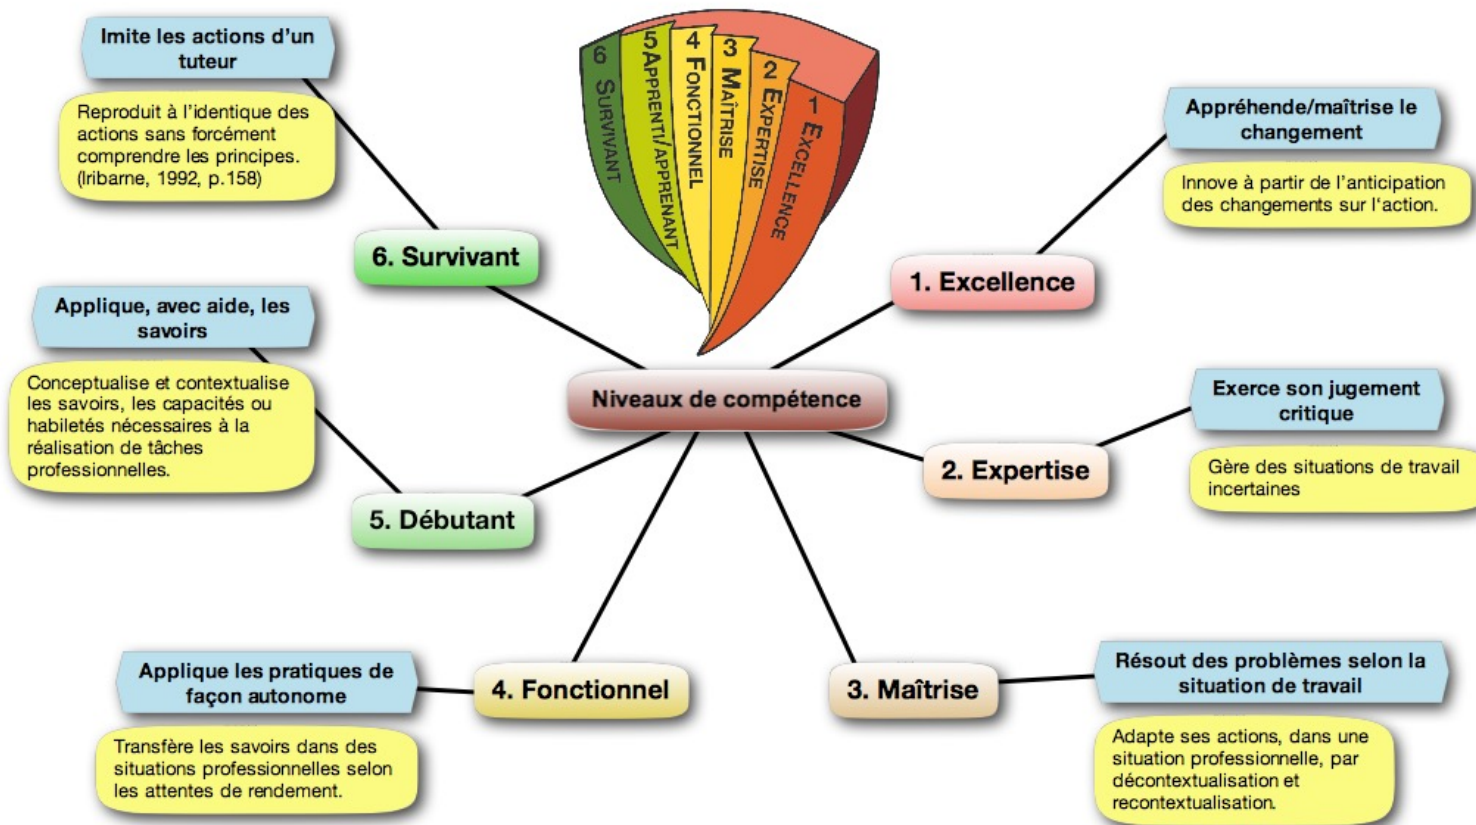 Imite les actions d'un
tuteur
Reproduit à l'identique des
actions sans forcément
comprendre les principes.
(Iribarne, 1992, p.158)
6. Survivant
6 SURVIVANT
5 APPRENTI/APPRENANT
4 FONCTIONNEL
3 MAÎTRISE
2 EXPERTISE
1 EXCELLENCE
Appréhende/maîtrise le
changement
Innove à partir de l'anticipation
des changements sur l'action.
1. Excellence
Applique, avec aide, les
savoirs
Conceptualise et contextualise
les savoirs, les capacités ou
habiletés nécessaires à la
réalisation de tâches
professionnelles.
5. Débutant
Niveaux de compétence
Exerce son jugement
critique
Gère des situations de travail
incertaines
2. Expertise
Applique les pratiques de
façon autonome
Transfère les savoirs dans des
situations professionnelles selon
les attentes de rendement.
4. Fonctionnel
3. Maîtrise
Résout des problèmes selon la
situation de travail
Adapte ses actions, dans une
situation professionnelle, par
décontextualisation et
recontextualisation.